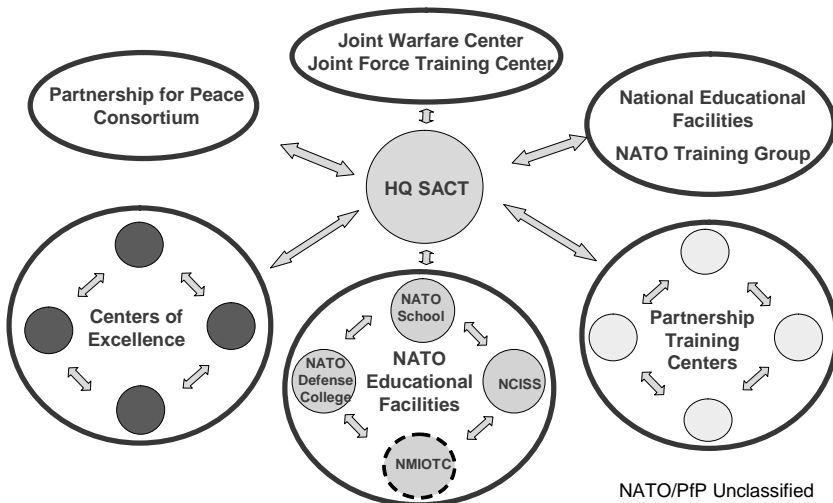 Joint Warfare Center
Joint Force Training Center
Partnership for Peace
Consortium
National Educational
Facilities
NATO Training Group
HQ SACT
Centers of
Excellence
NATO
School
NATO
Defense
College
NATO
Educational
Facilities
NCISS
NMIOTC
Partnership
Training
Centers
NATO/PfP Unclassified